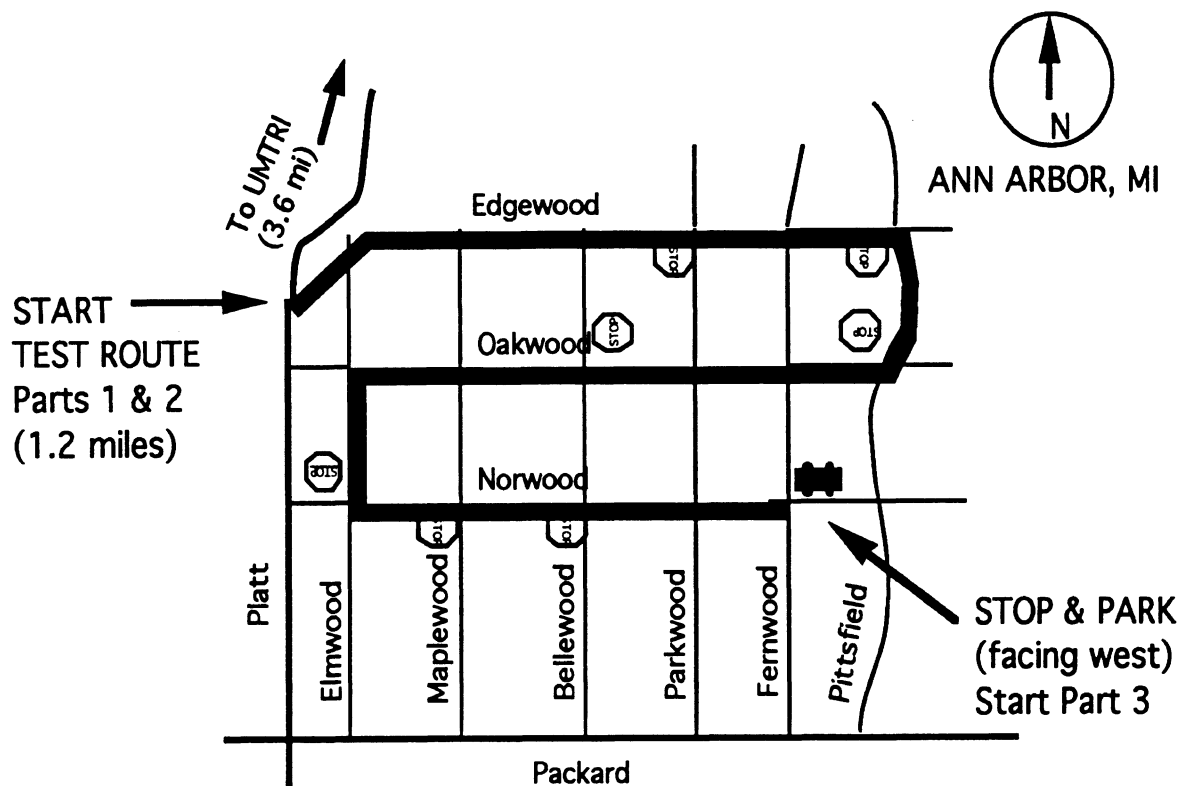 To UMTRI
(3.6 mi)
N
ANN ARBOR, MI
Edgewood
STOP
STOP
START
TEST ROUTE
Parts 1 & 2
(1.2 miles)
Oakwood
STOP
STOP
STOP
Norwood
STOP
STOP
Platt
Elmwood
Maplewood
Bellewood
Parkwood
Fernwood
Pittsfield
STOP & PARK
(facing west)
Start Part 3
Packard